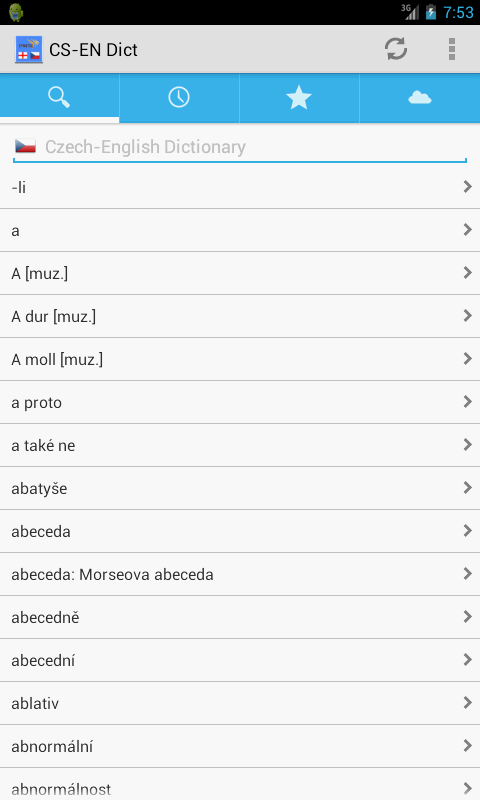 3G
7:53
CS-EN Dict
Czech-English Dictionary
-li
a
A [muz.]
A dur [muz.]
A moll [muz.]
a proto
a také ne
abatyše
abeceda
abeceda: Morseova abeceda
abecedně
abecední
ablativ
abnormální
abnormálnost